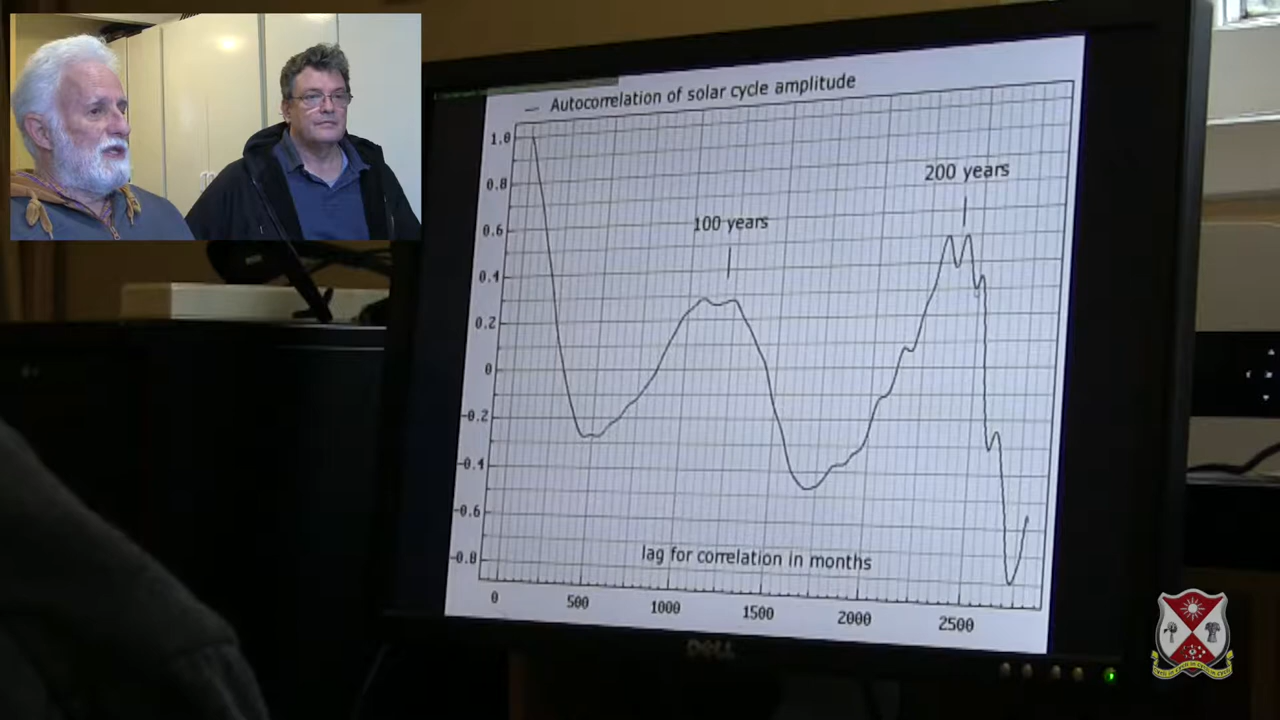 Autocorrelation of solar cycle amplitude
1.0
0.8
0.6
0.4
0.2
0
-0.2
-0.4
-0.6
-0.8
100 years
200 years
lag for correlation in months
0 500 1000 1500 2000 2500
DELL